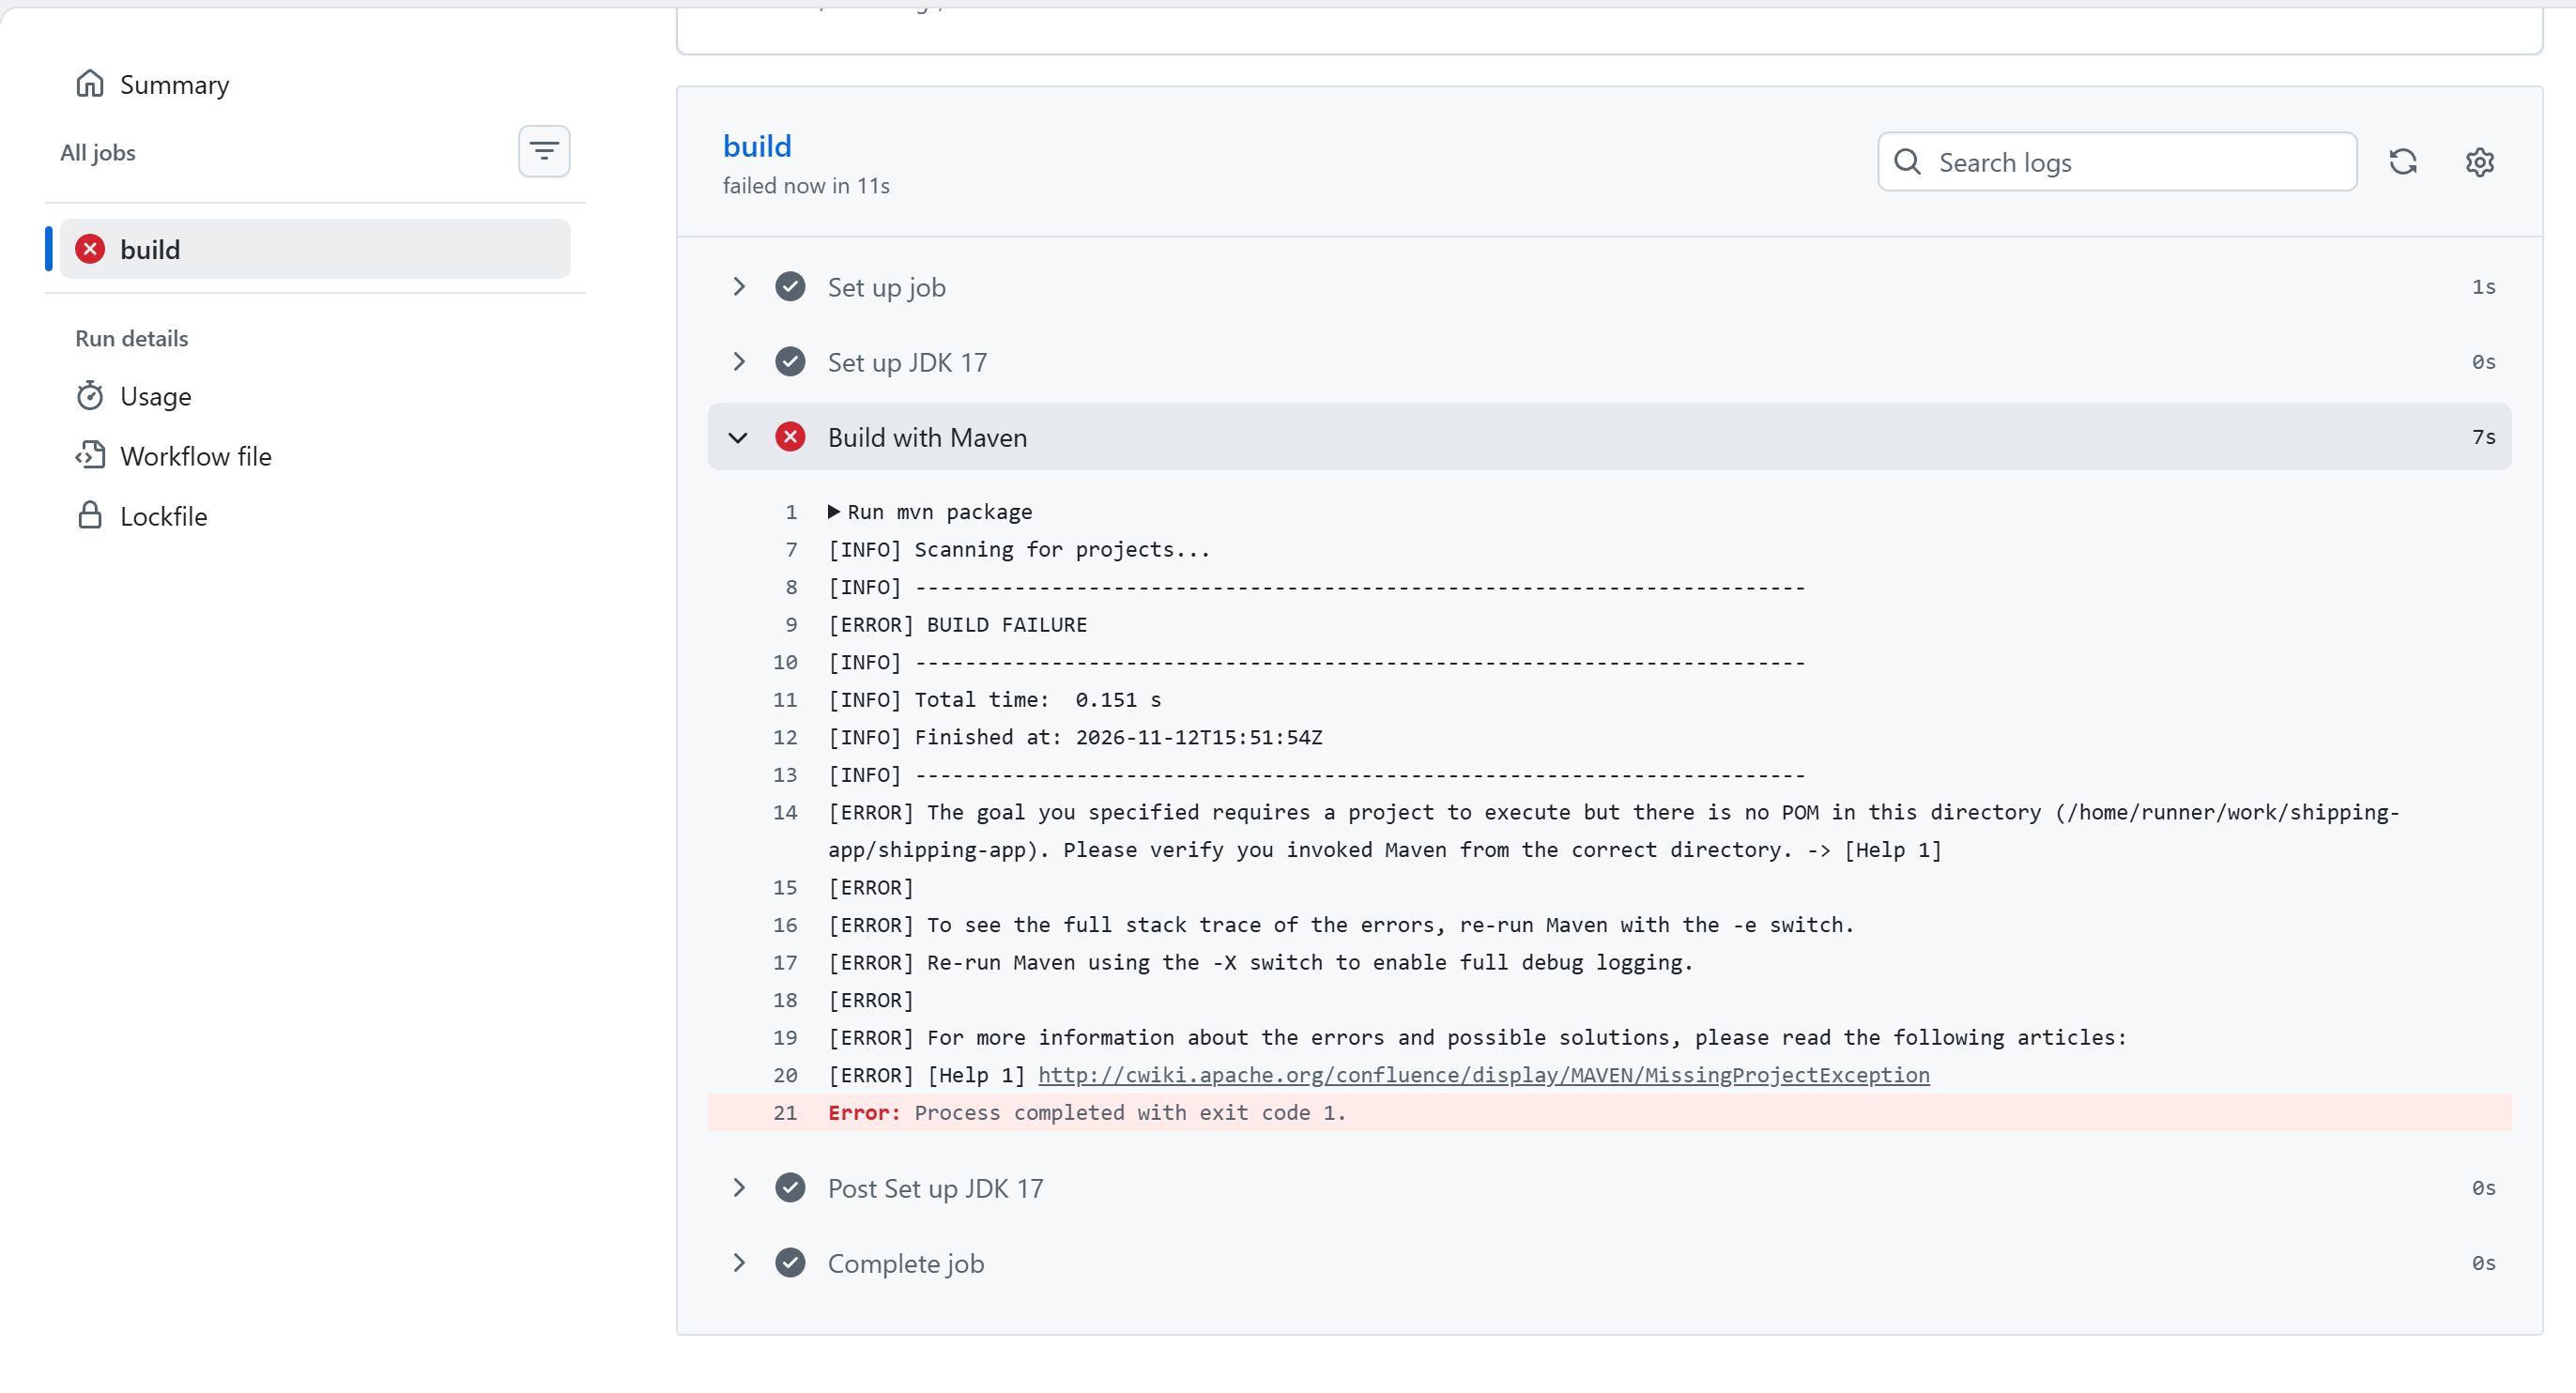 Summary
All jobs
build
Run details
Usage
Workflow file
Lockfile
build
failed now in 11s
Search logs
Set up job 1s
Set up JDK 17 0s
Build with Maven 7s
1 Run mvn package
7 [INFO] Scanning for projects...
8 [INFO] ------------------------------------------------------------------------
9 [ERROR] BUILD FAILURE
10 [INFO] ------------------------------------------------------------------------
11 [INFO] Total time:  0.151 s
12 [INFO] Finished at: 2026-11-12T15:51:54Z
13 [INFO] ------------------------------------------------------------------------
14 [ERROR] The goal you specified requires a project to execute but there is no POM in this directory (/home/runner/work/shipping-
app/shipping-app). Please verify you invoked Maven from the correct directory. -> [Help 1]
15 [ERROR]
16 [ERROR] To see the full stack trace of the errors, re-run Maven with the -e switch.
17 [ERROR] Re-run Maven using the -X switch to enable full debug logging.
18 [ERROR]
19 [ERROR] For more information about the errors and possible solutions, please read the following articles:
20 [ERROR] [Help 1] http://cwiki.apache.org/confluence/display/MAVEN/MissingProjectException
21 Error: Process completed with exit code 1.
Post Set up JDK 17 0s
Complete job 0s